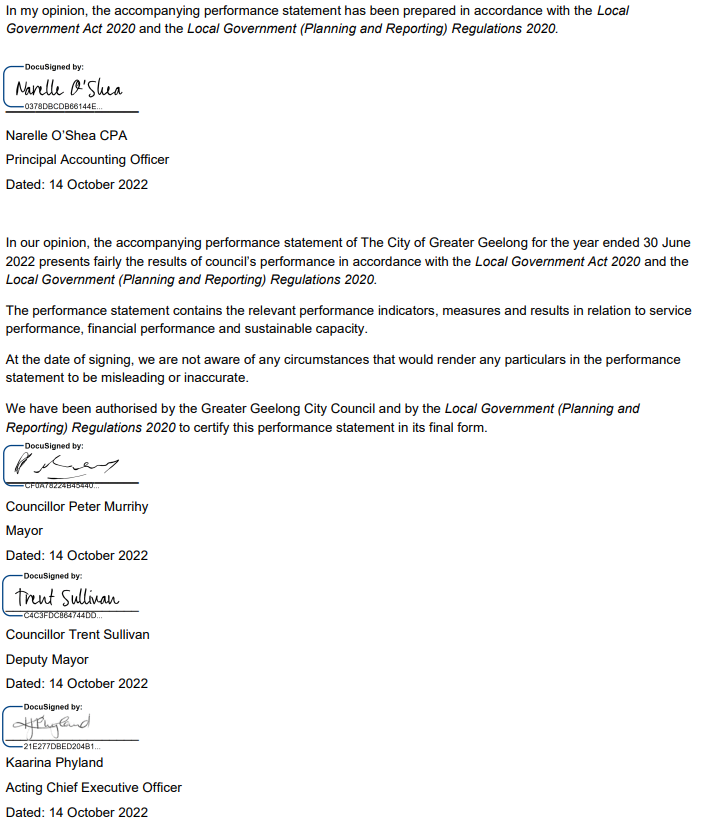 In my opinion, the accompanying performance statement has been prepared in accordance with the Local
Government Act 2020 and the Local Government (Planning and Reporting) Regulations 2020.
DocuSigned by:
Narelle O'Shea
0378DBCDB66144E...
Narelle O'Shea CPA
Principal Accounting Officer
Dated: 14 October 2022
In our opinion, the accompanying performance statement of The City of Greater Geelong for the year ended 30 June
2022 presents fairly the results of council's performance in accordance with the Local Government Act 2020 and the
Local Government (Planning and Reporting) Regulations 2020.
The performance statement contains the relevant performance indicators, measures and results in relation to service
performance, financial performance and sustainable capacity.
At the date of signing, we are not aware of any circumstances that would render any particulars in the performance
statement to be misleading or inaccurate.
We have been authorised by the Greater Geelong City Council and by the Local Government (Planning and
Reporting) Regulations 2020 to certify this performance statement in its final form.
DocuSigned by:
CF0A78224B45440...
Councillor Peter Murrihy
Mayor
Dated: 14 October 2022
DocuSigned by:
Trent Sullivan
C4C3FDC864744DD...
Councillor Trent Sullivan
Deputy Mayor
Dated: 14 October 2022
DocuSigned by:
21E277DBED204B1...
Kaarina Phyland
Acting Chief Executive Officer
Dated: 14 October 2022